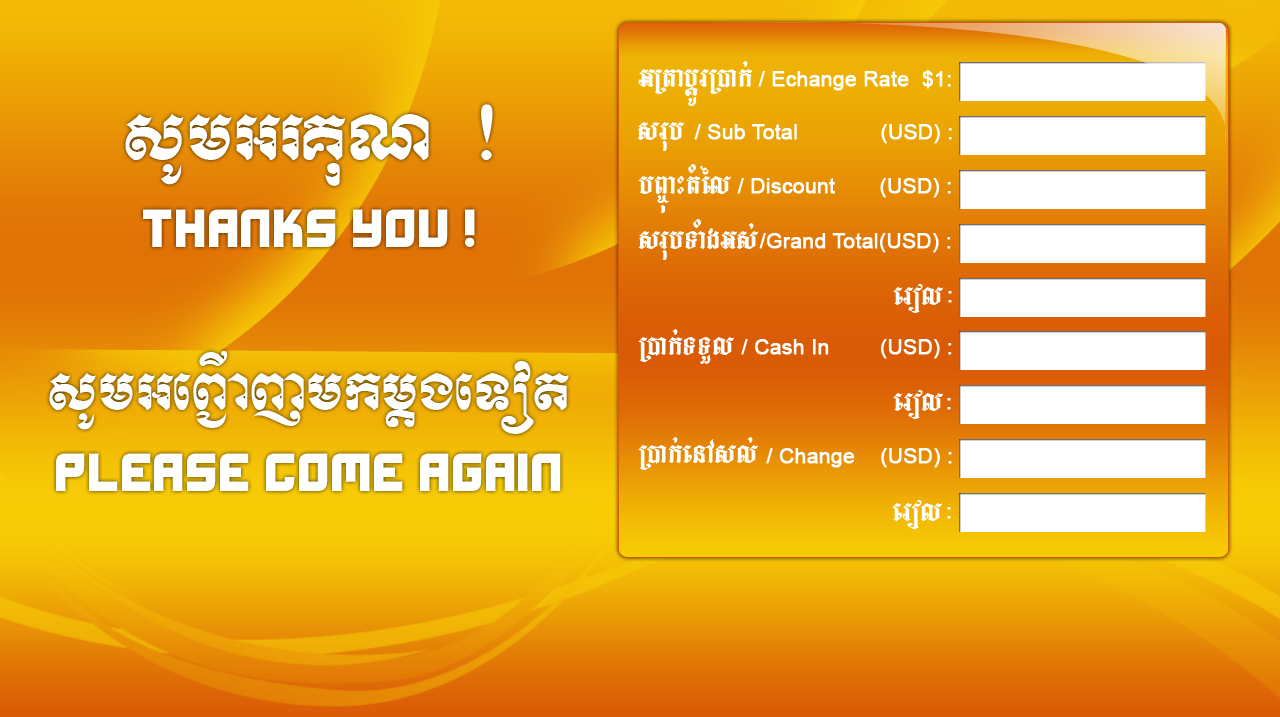 សូមអរគុណ !
THANKS YOU !
សូមអញ្ជើញមកម្ដងទៀត
PLEASE COME AGAIN
អត្រាប្ដូរប្រាក់ / Echange Rate $1:
សរុប / Sub Total (USD) :
បញ្ចុះតំលៃ / Discount (USD) :
សរុបទាំងអស់/Grand Total(USD) :
រៀល :
ប្រាក់ទទួល / Cash In (USD) :
រៀល :
ប្រាក់នៅសល់ / Change (USD) :
រៀល :